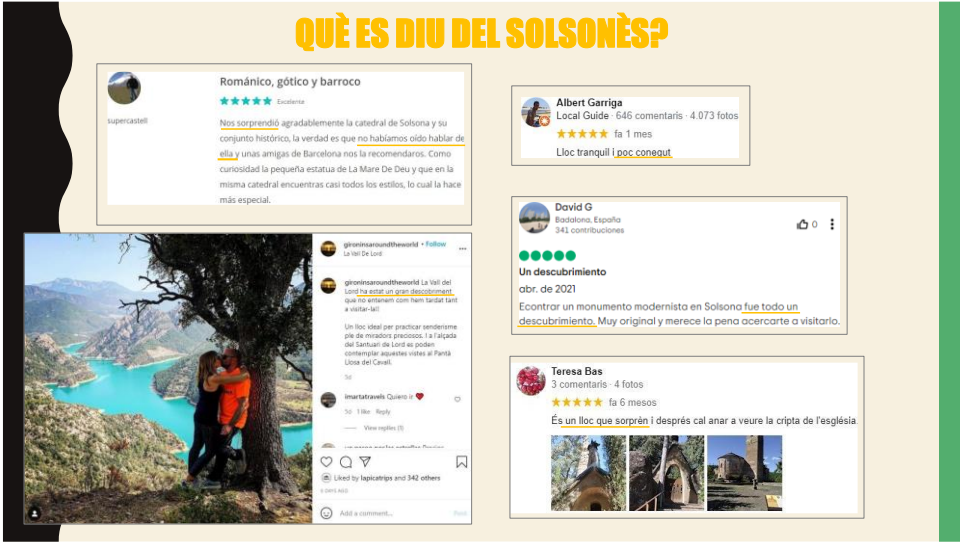 QUÈ ES DIU DEL SOLSONÈS?
Románico, gótico y barroco
Excelente
supercastell
Nos sorprendió agradablemente la catedral de Solsona y su
conjunto histórico, la verdad es que no habíamos oído hablar de
ella y unas amigas de Barcelona nos la recomendaros. Como
curiosidad la pequeña estatua de La Mare De Deu y que en la
misma catedral encuentras casi todos los estilos, lo cual la hace
más especial.
Albert Garriga
Local Guide · 646 comentaris · 4.073 fotos
fa 1 mes
Lloc tranquil i poc conegut
David G
Badalona, España
341 contribuciones
0
Un descubrimiento
abr. de 2021
Econtrar un monumento modernista en Solsona fue todo un
descubrimiento. Muy original y merece la pena acercarte a visitarlo.
gironinsaroundtheworld • Follow
La Vall De Lord
gironinsaroundtheworld La Vall del
Lord ha estat un gran descobriment
que no entenem com hem tardat tant
a visitar-la!!
Un lloc ideal per practicar senderisme
ple de miradors preciosos. I a l'alçada
del Santuari de Lord es poden
contemplar aquestes vistes al Pantà
Llosa del Cavall.
5d
imartatravels Quiero ir
5d 1 like Reply
View replies (1)
Liked by lapicatrips and 342 others
5 DAYS AGO
Add a comment...
Post
Teresa Bas
3 comentaris · 4 fotos
fa 6 mesos
És un lloc que sorprèn i després cal anar a veure la cripta de l'església